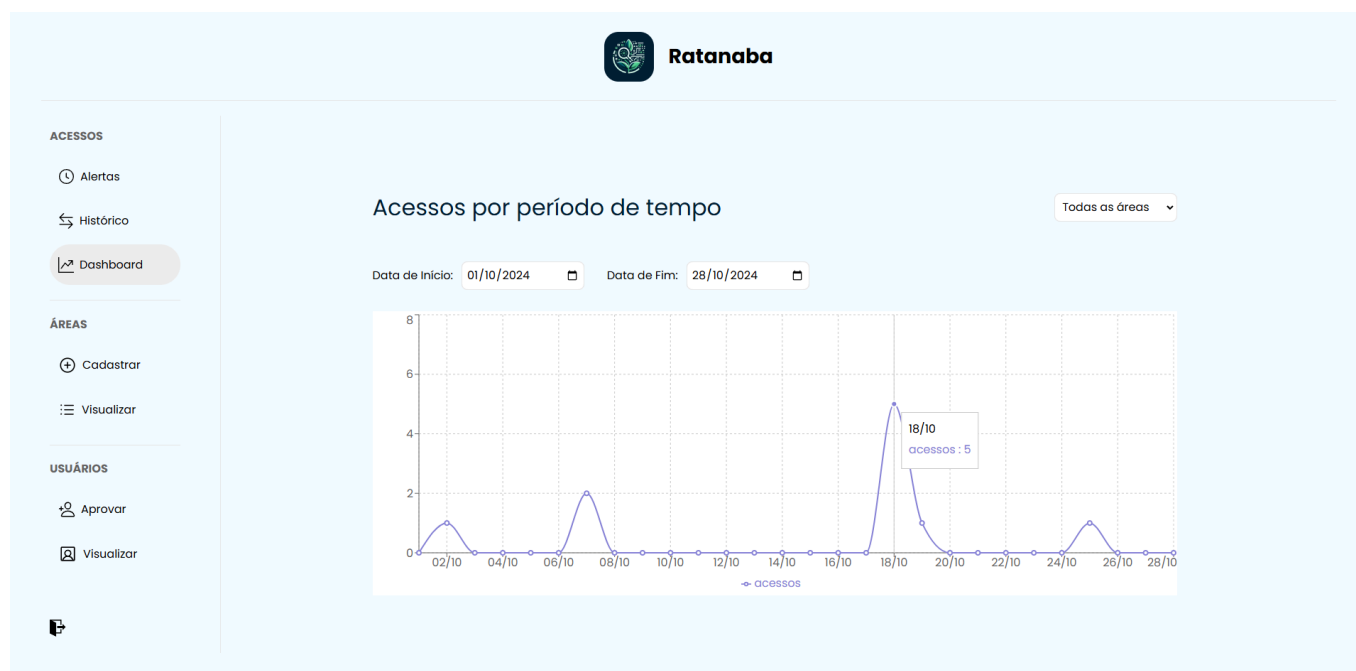 Ratanaba
ACESSOS
Alertas
Histórico
Dashboard
ÁREAS
Cadastrar
Visualizar
USUÁRIOS
Aprovar
Visualizar
Acessos por período de tempo
Todas as áreas
Data de Início: 01/10/2024 Data de Fim: 28/10/2024
8
6
4
2
0
18/10
acessos : 5
02/10 04/10 06/10 08/10 10/10 12/10 14/10 16/10 18/10 20/10 22/10 24/10 26/10 28/10
acessos